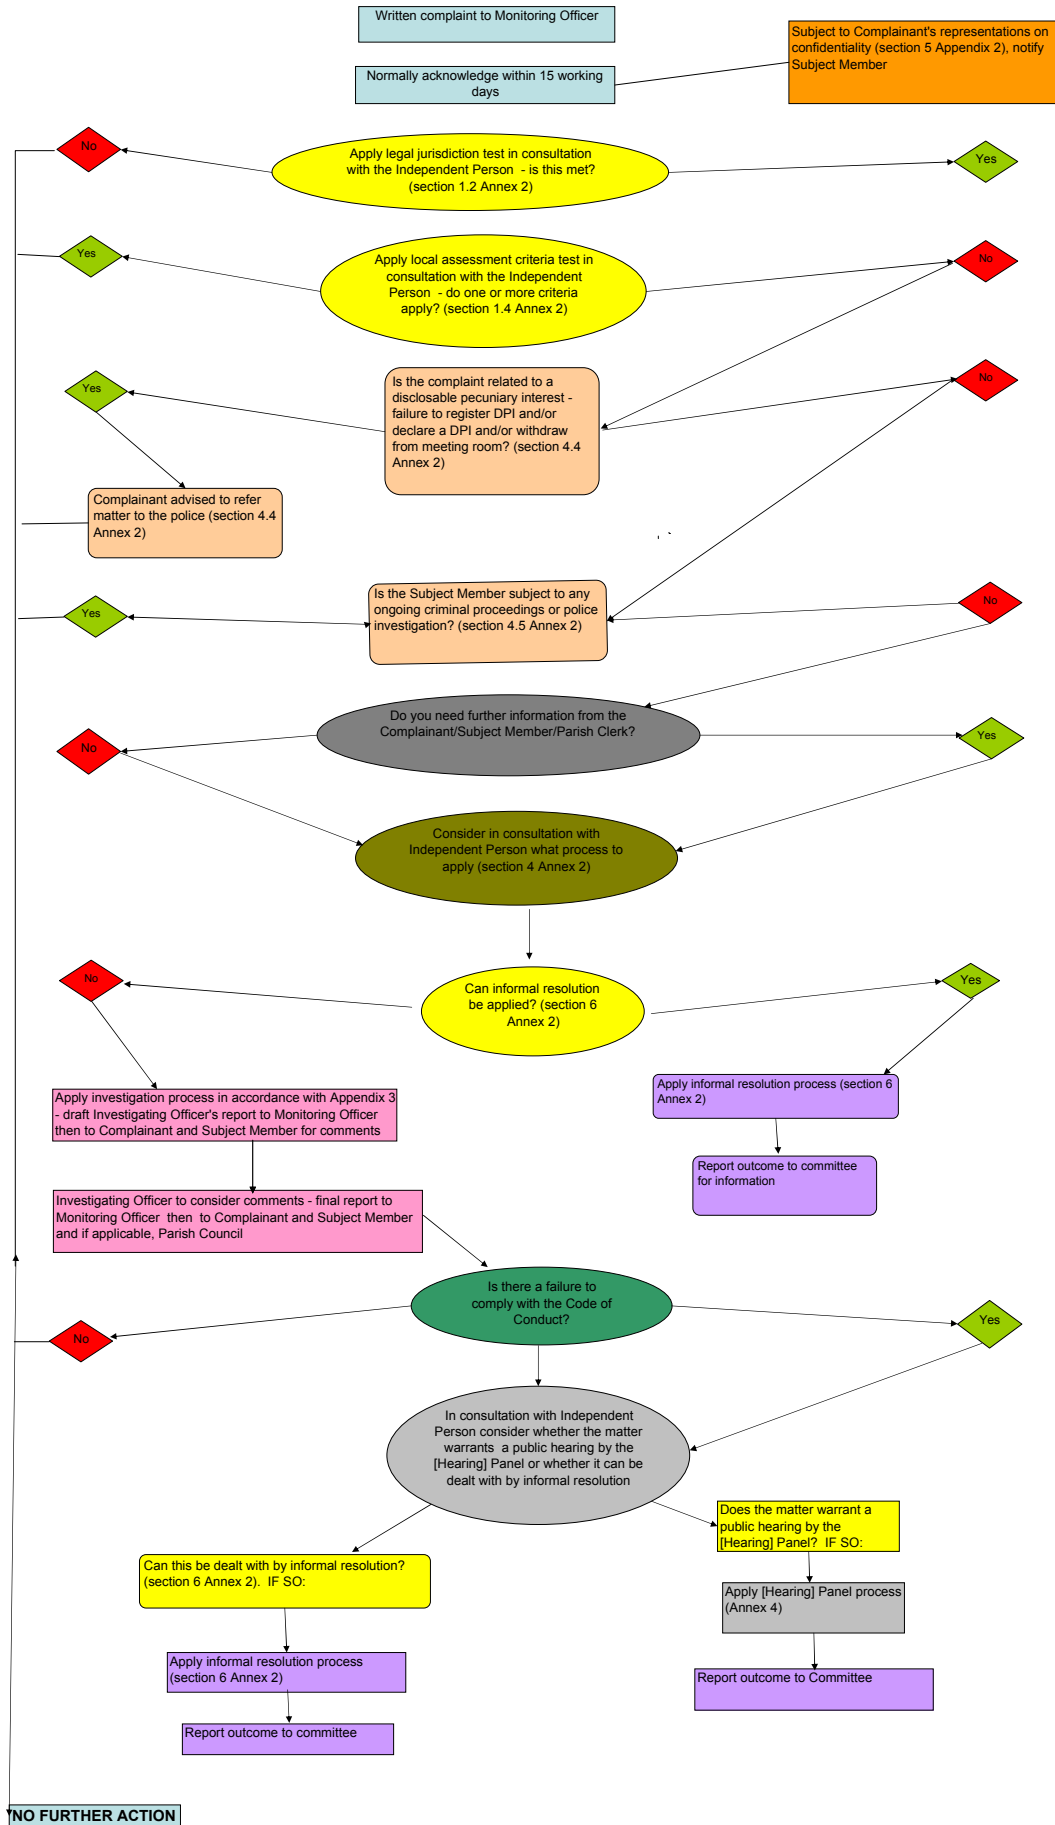 Written complaint to Monitoring Officer
Subject to Complainant's representations on
confidentiality (section 5 Appendix 2), notify
Subject Member
Normally acknowledge within 15 working
days
No
Apply legal jurisdiction test in consultation
with the Independent Person - is this met?
(section 1.2 Annex 2)
Yes
Yes
Apply local assessment criteria test in
consultation with the Independent
Person - do one or more criteria
apply? (section 1.4 Annex 2)
No
Yes
Is the complaint related to a
disclosable pecuniary interest -
failure to register DPI and/or
declare a DPI and/or withdraw
from meeting room? (section 4.4
Annex 2)
No
Complainant advised to refer
matter to the police (section 4.4
Annex 2)
Yes
Is the Subject Member subject to any
ongoing criminal proceedings or police
investigation? (section 4.5 Annex 2)
No
Do you need further information from the
Complainant/Subject Member/Parish Clerk?
No
Yes
Consider in consultation with
Independent Person what process to
apply (section 4 Annex 2)
No
Can informal resolution
be applied? (section 6
Annex 2)
Yes
Apply investigation process in accordance with Appendix 3
- draft Investigating Officer's report to Monitoring Officer
then to Complainant and Subject Member for comments
Apply informal resolution process (section 6
Annex 2)
Report outcome to committee
for information
Investigating Officer to consider comments - final report to
Monitoring Officer then to Complainant and Subject Member
and if applicable, Parish Council
Is there a failure to
comply with the Code of
Conduct?
No
Yes
In consultation with Independent
Person consider whether the matter
warrants a public hearing by the
[Hearing] Panel or whether it can be
dealt with by informal resolution
Does the matter warrant a
public hearing by the
[Hearing] Panel? IF SO:
Can this be dealt with by informal resolution?
(section 6 Annex 2). IF SO:
Apply [Hearing] Panel process
(Annex 4)
Apply informal resolution process
(section 6 Annex 2)
Report outcome to Committee
Report outcome to committee
NO FURTHER ACTION